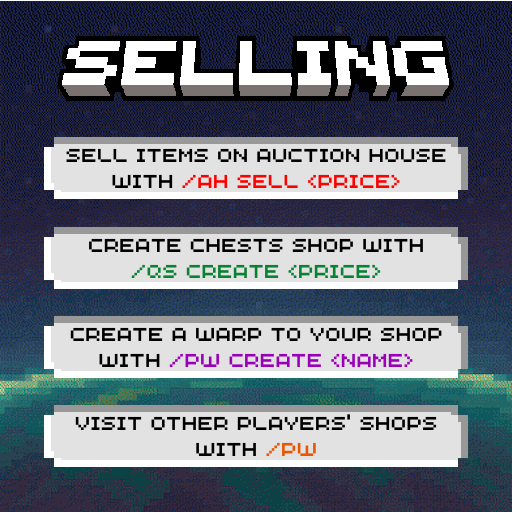 SELLING
SELL ITEMS ON AUCTION HOUSE
WITH /AH SELL <PRICE>
CREATE CHESTS SHOP WITH
/QS CREATE <PRICE>
CREATE A WARP TO YOUR SHOP
WITH /PW CREATE <NAME>
VISIT OTHER PLAYERS' SHOPS
WITH /PW